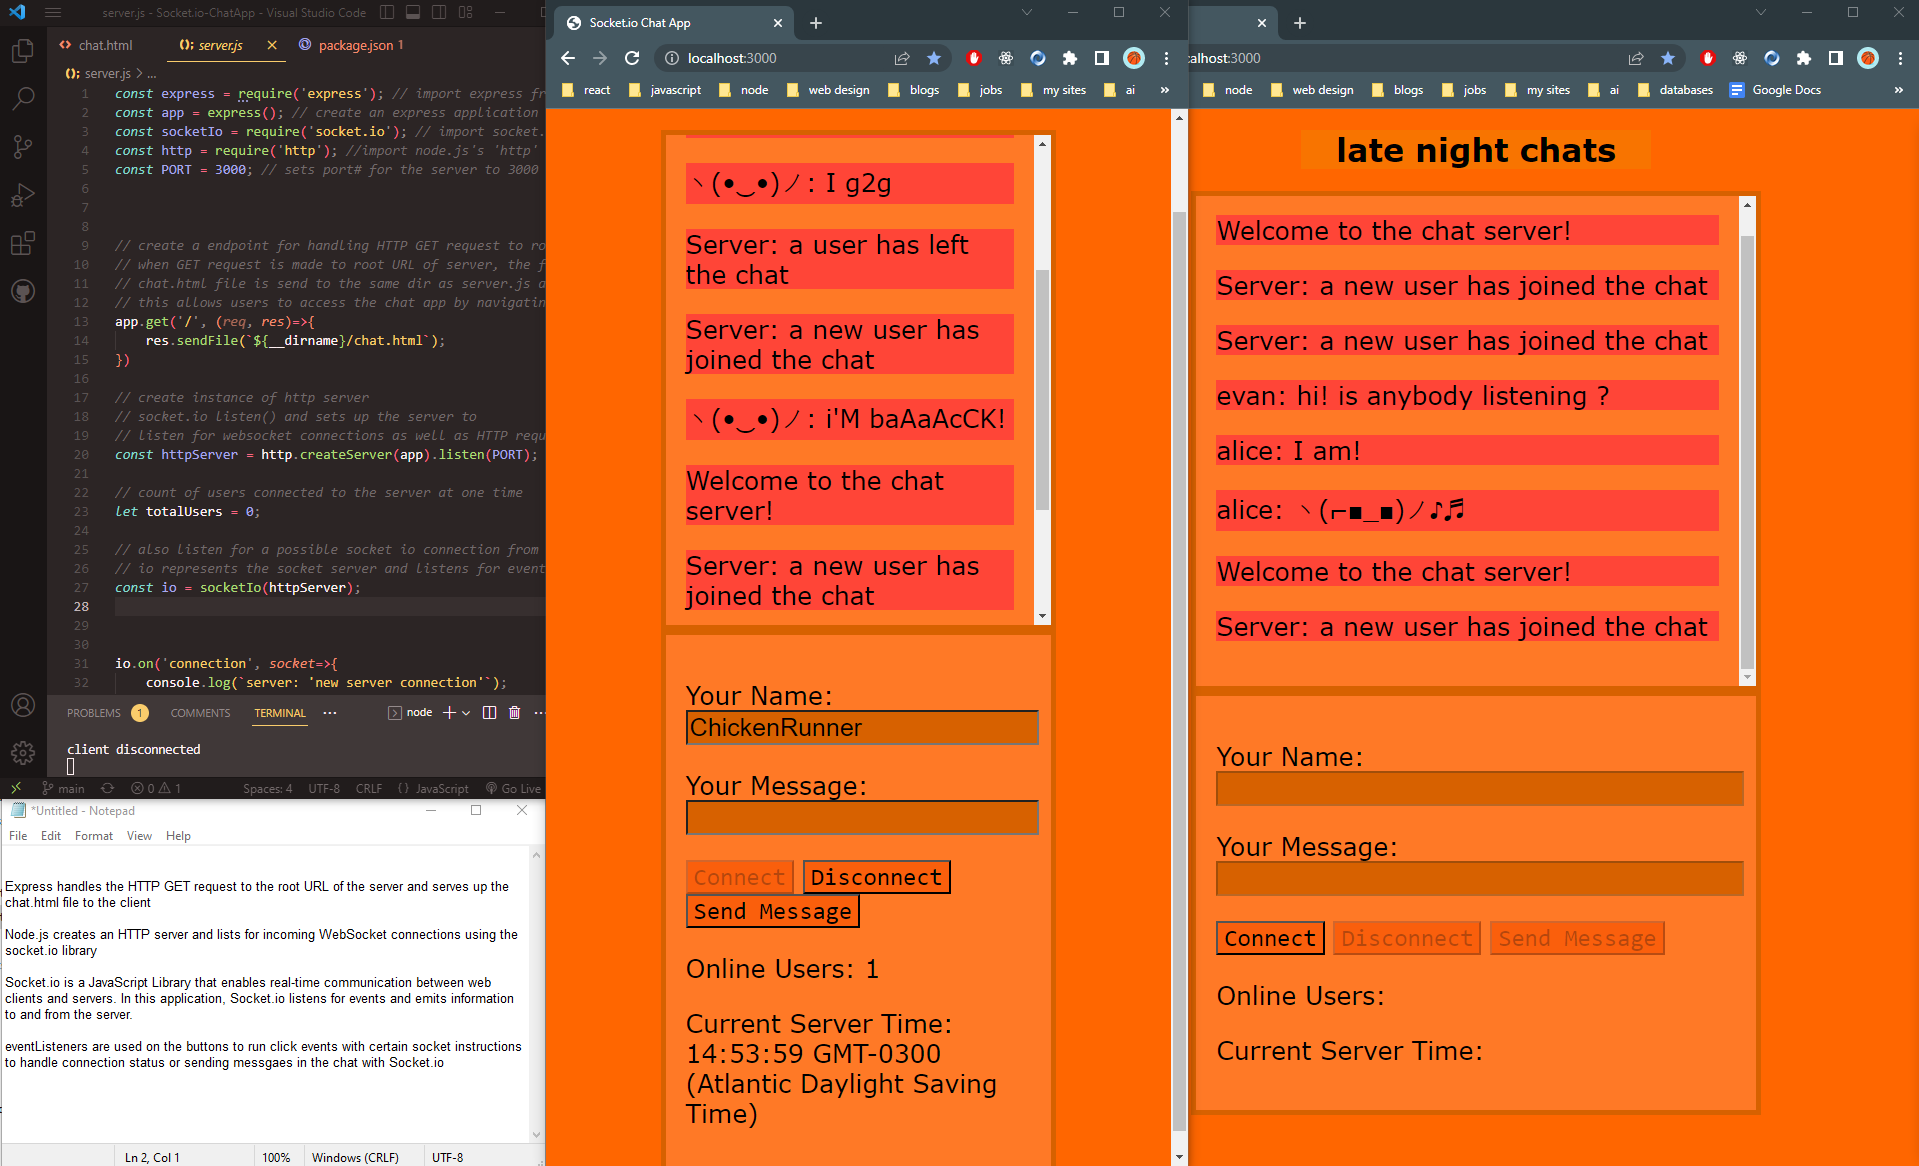 server.js - Socket.io-ChatApp - Visual Studio Code
chat.html
server.js
package.json 1
server.js > ...
1 const express = require('express'); // import express fr
2 const app = express(); // create an express application
3 const socketIo = require('socket.io'); // import socket.
4 const http = require('http'); //import node.js's 'http'
5 const PORT = 3000; // sets port# for the server to 3000
6
7
8
9 // create a endpoint for handling HTTP GET request to ro
10 // when GET request is made to root URL of server, the f
11 // chat.html file is send to the same dir as server.js a
12 // this allows users to access the chat app by navigatin
13 app.get('/', (req, res)=>{
14 res.sendFile(`${__dirname}/chat.html`);
15 })
16
17 // create instance of http server
18 // socket.io listen() and sets up the server to
19 // listen for websocket connections as well as HTTP requ
20 const httpServer = http.createServer(app).listen(PORT);
21
22 // count of users connected to the server at one time
23 let totalUsers = 0;
24
25 // also listen for a possible socket io connection from
26 // io represents the socket server and listens for event
27 const io = socketIo(httpServer);
28
29
30
31 io.on('connection', socket=>{
32 console.log(`server: 'new server connection'`);
PROBLEMS 1 COMMENTS TERMINAL ··· node
client disconnected
main 0 1 Spaces: 4 UTF-8 CRLF JavaScript Go Live
*Untitled - Notepad
File Edit Format View Help
Express handles the HTTP GET request to the root URL of the server and serves up the
chat.html file to the client
Node.js creates an HTTP server and lists for incoming WebSocket connections using the
socket.io library
Socket.io is a JavaScript Library that enables real-time communication between web
clients and servers. In this application, Socket.io listens for events and emits information
to and from the server.
eventListeners are used on the buttons to run click events with certain socket instructions
to handle connection status or sending messgaes in the chat with Socket.io
Ln 2, Col 1 100% Windows (CRLF) UTF-8
Socket.io Chat App
localhost:3000
react javascript node web design blogs jobs my sites ai »
ヽ(•‿•)ノ: I g2g
Server: a user has left
the chat
Server: a new user has
joined the chat
ヽ(•‿•)ノ: i'M baAaAcCK!
Welcome to the chat
server!
Server: a new user has
joined the chat
Your Name:
ChickenRunner
Your Message:
Connect Disconnect
Send Message
Online Users: 1
Current Server Time:
14:53:59 GMT-0300
(Atlantic Daylight Saving
Time)
calhost:3000
node web design blogs jobs my sites ai databases Google Docs »
late night chats
Welcome to the chat server!
Server: a new user has joined the chat
Server: a new user has joined the chat
evan: hi! is anybody listening ?
alice: I am!
alice: ヽ(⌐■_■)ノ♪♬
Welcome to the chat server!
Server: a new user has joined the chat
Your Name:
Your Message:
Connect Disconnect Send Message
Online Users:
Current Server Time: